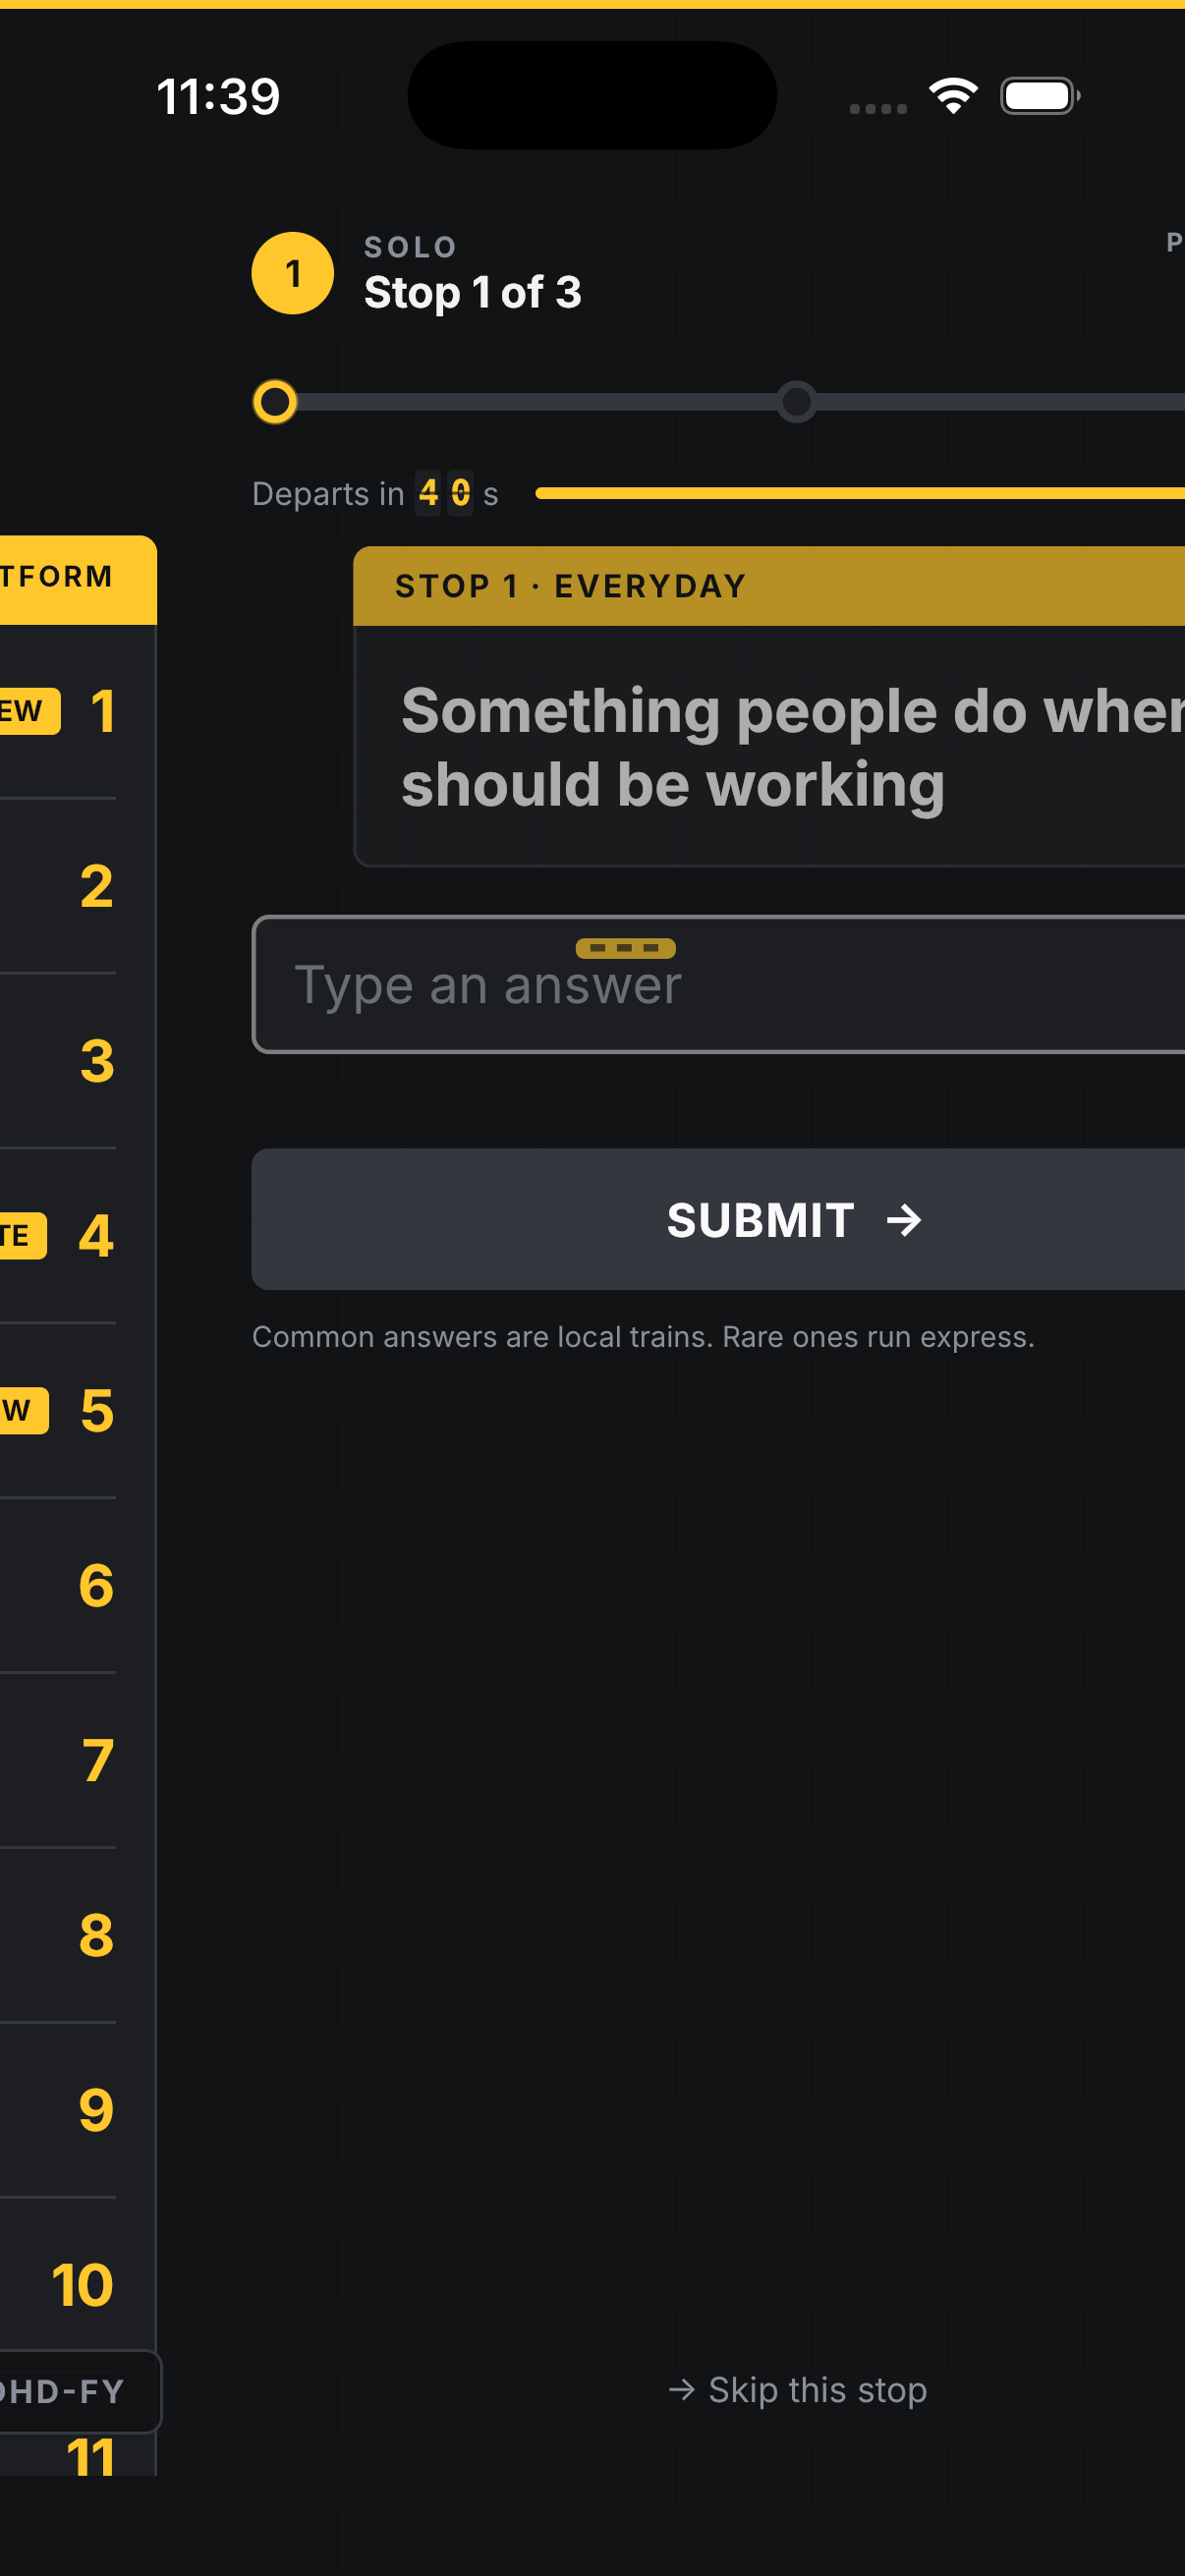 11:39
1
SOLO
Stop 1 of 3
P
Departs in 40 s
TFORM
STOP 1 · EVERYDAY
EW 1
Something people do when
should be working
2
Type an answer
3
SUBMIT →
TE 4
Common answers are local trains. Rare ones run express.
W 5
6
7
8
9
10
DHD-FY
→ Skip this stop
11